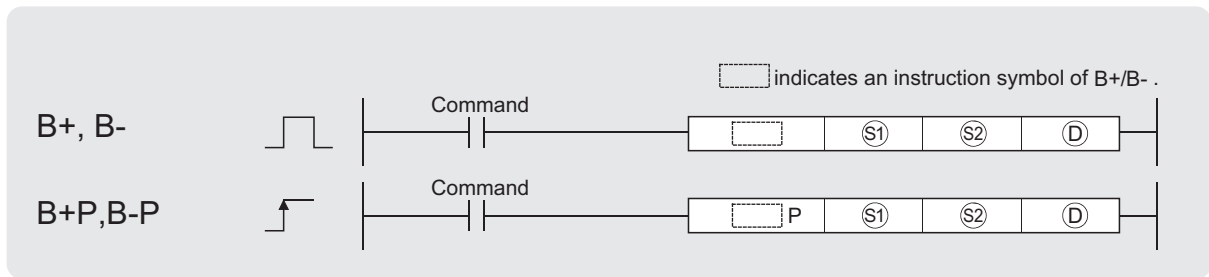 indicates an instruction symbol of B+/B- .
Command
B+, B-
S1 S2 D
Command
B+P,B-P
P S1 S2 D